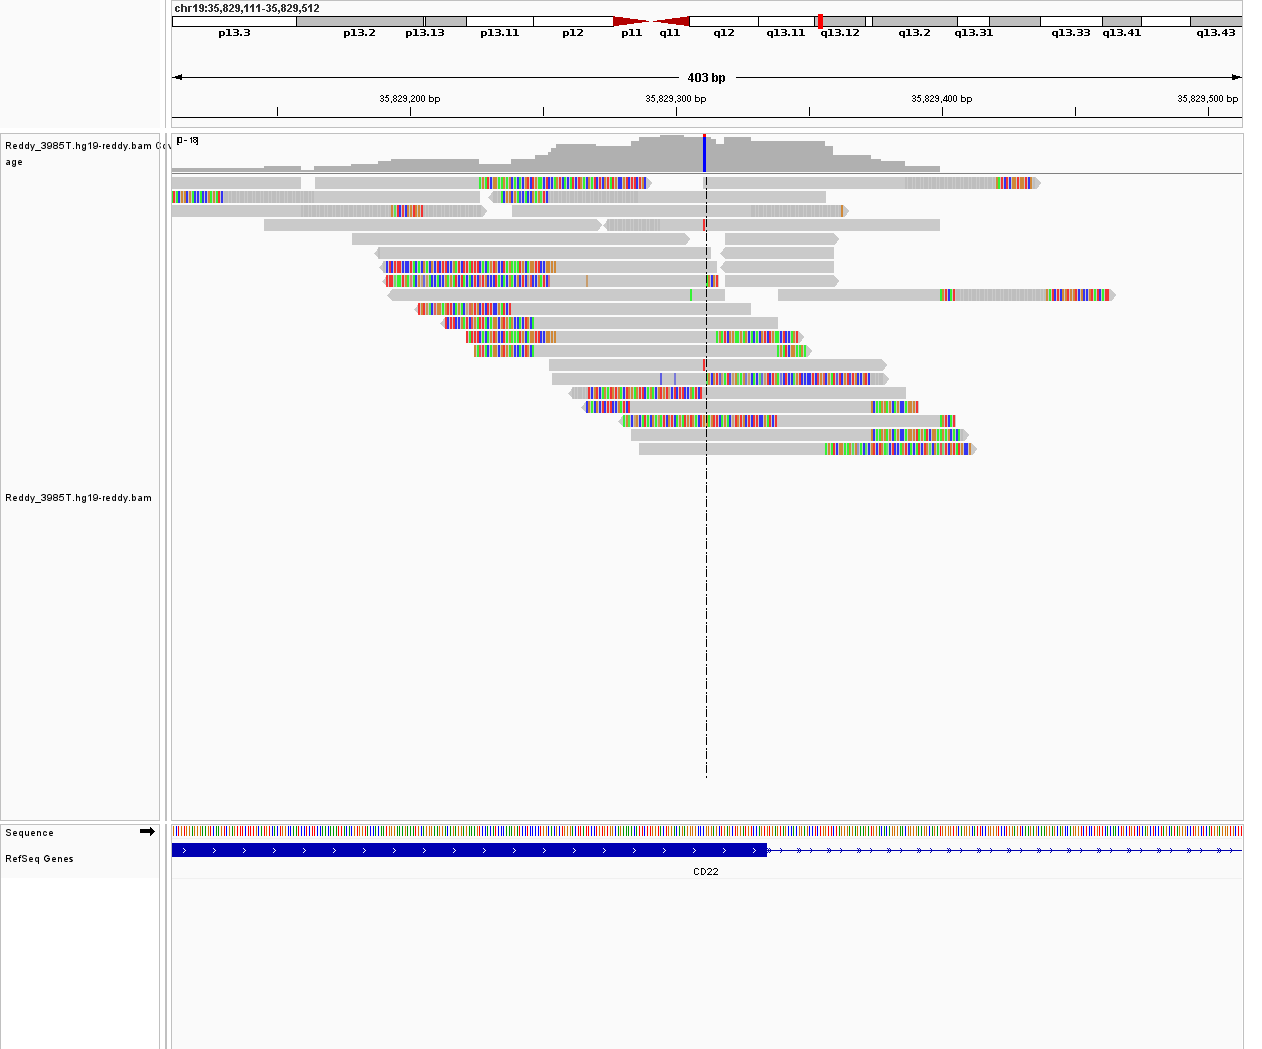 chr19:35,829,111-35,829,512
p13.3 p13.2 p13.13 p13.11 p12 p11 q11 q12 q13.11 q13.12 q13.2 q13.31 q13.33 q13.41 q13.43
403 bp
35,829,200 bp 35,829,300 bp 35,829,400 bp 35,829,500 bp
Reddy_3985T.hg19-reddy.bam Cov
age
[0 - 18]
Reddy_3985T.hg19-reddy.bam
Sequence
RefSeq Genes
CD22